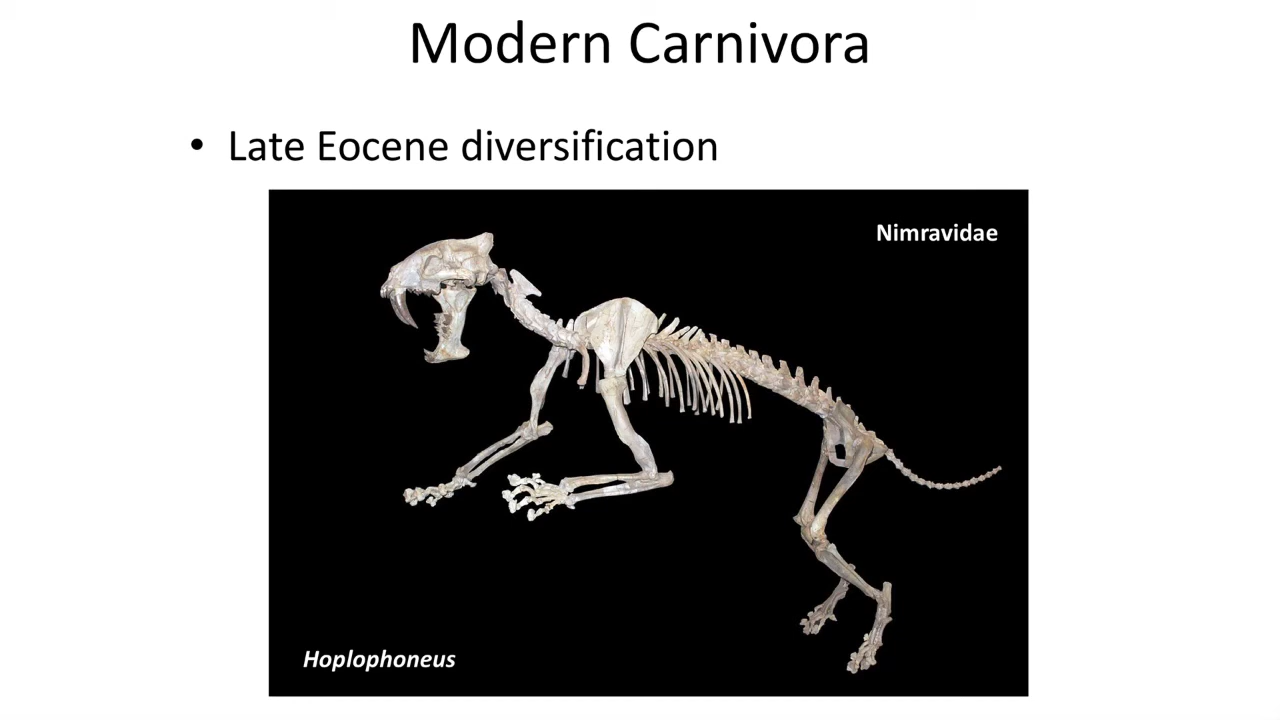 Modern Carnivora
• Late Eocene diversification
Nimravidae
Hoplophoneus